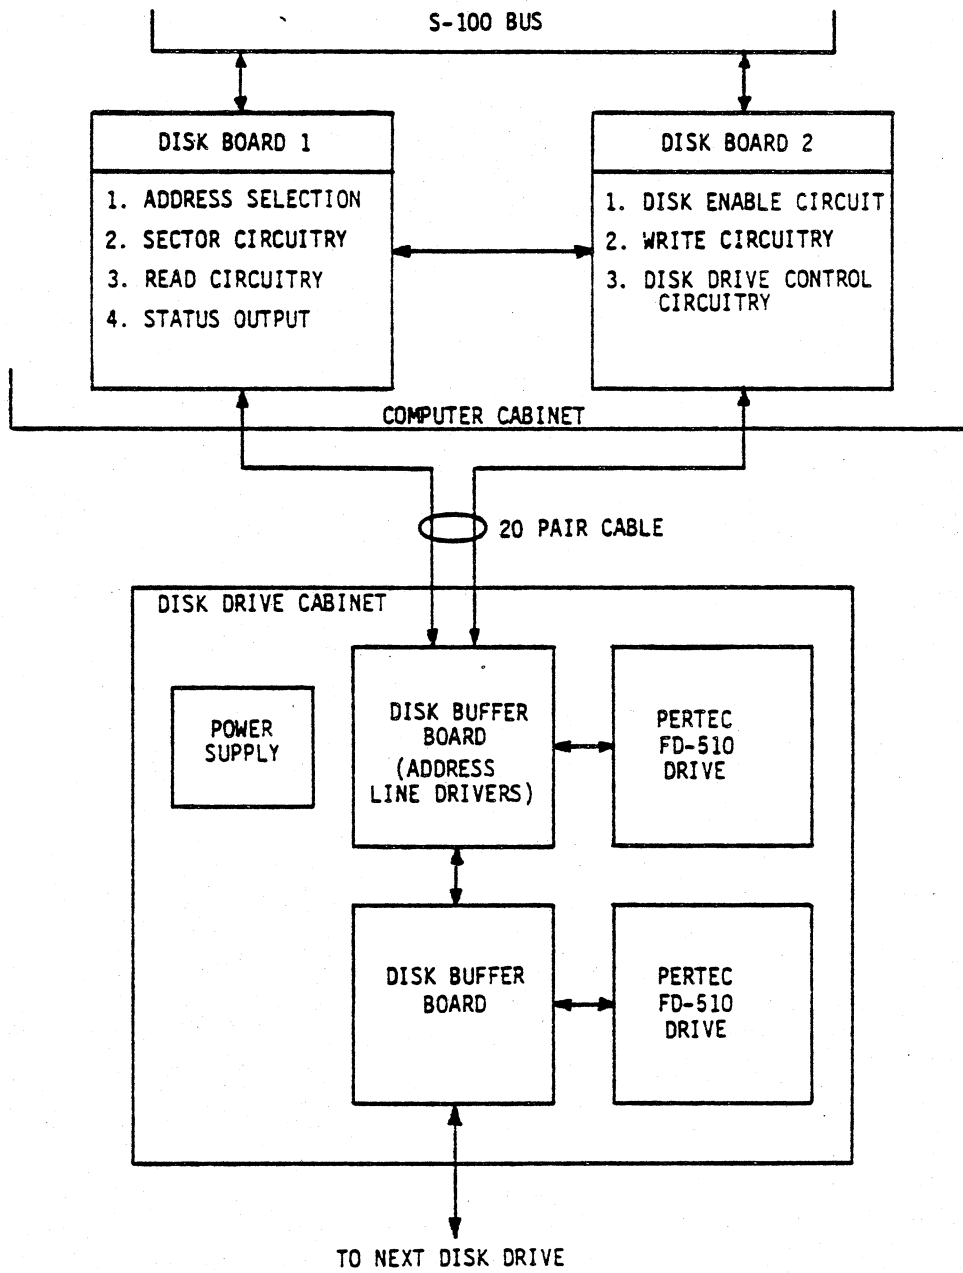 S-100 BUS
DISK BOARD 1
1. ADDRESS SELECTION
2. SECTOR CIRCUITRY
3. READ CIRCUITRY
4. STATUS OUTPUT
DISK BOARD 2
1. DISK ENABLE CIRCUIT
2. WRITE CIRCUITRY
3. DISK DRIVE CONTROL
CIRCUITRY
COMPUTER CABINET
20 PAIR CABLE
DISK DRIVE CABINET
POWER
SUPPLY
DISK BUFFER
BOARD
(ADDRESS
LINE DRIVERS)
PERTEC
FD-510
DRIVE
DISK BUFFER
BOARD
PERTEC
FD-510
DRIVE
TO NEXT DISK DRIVE